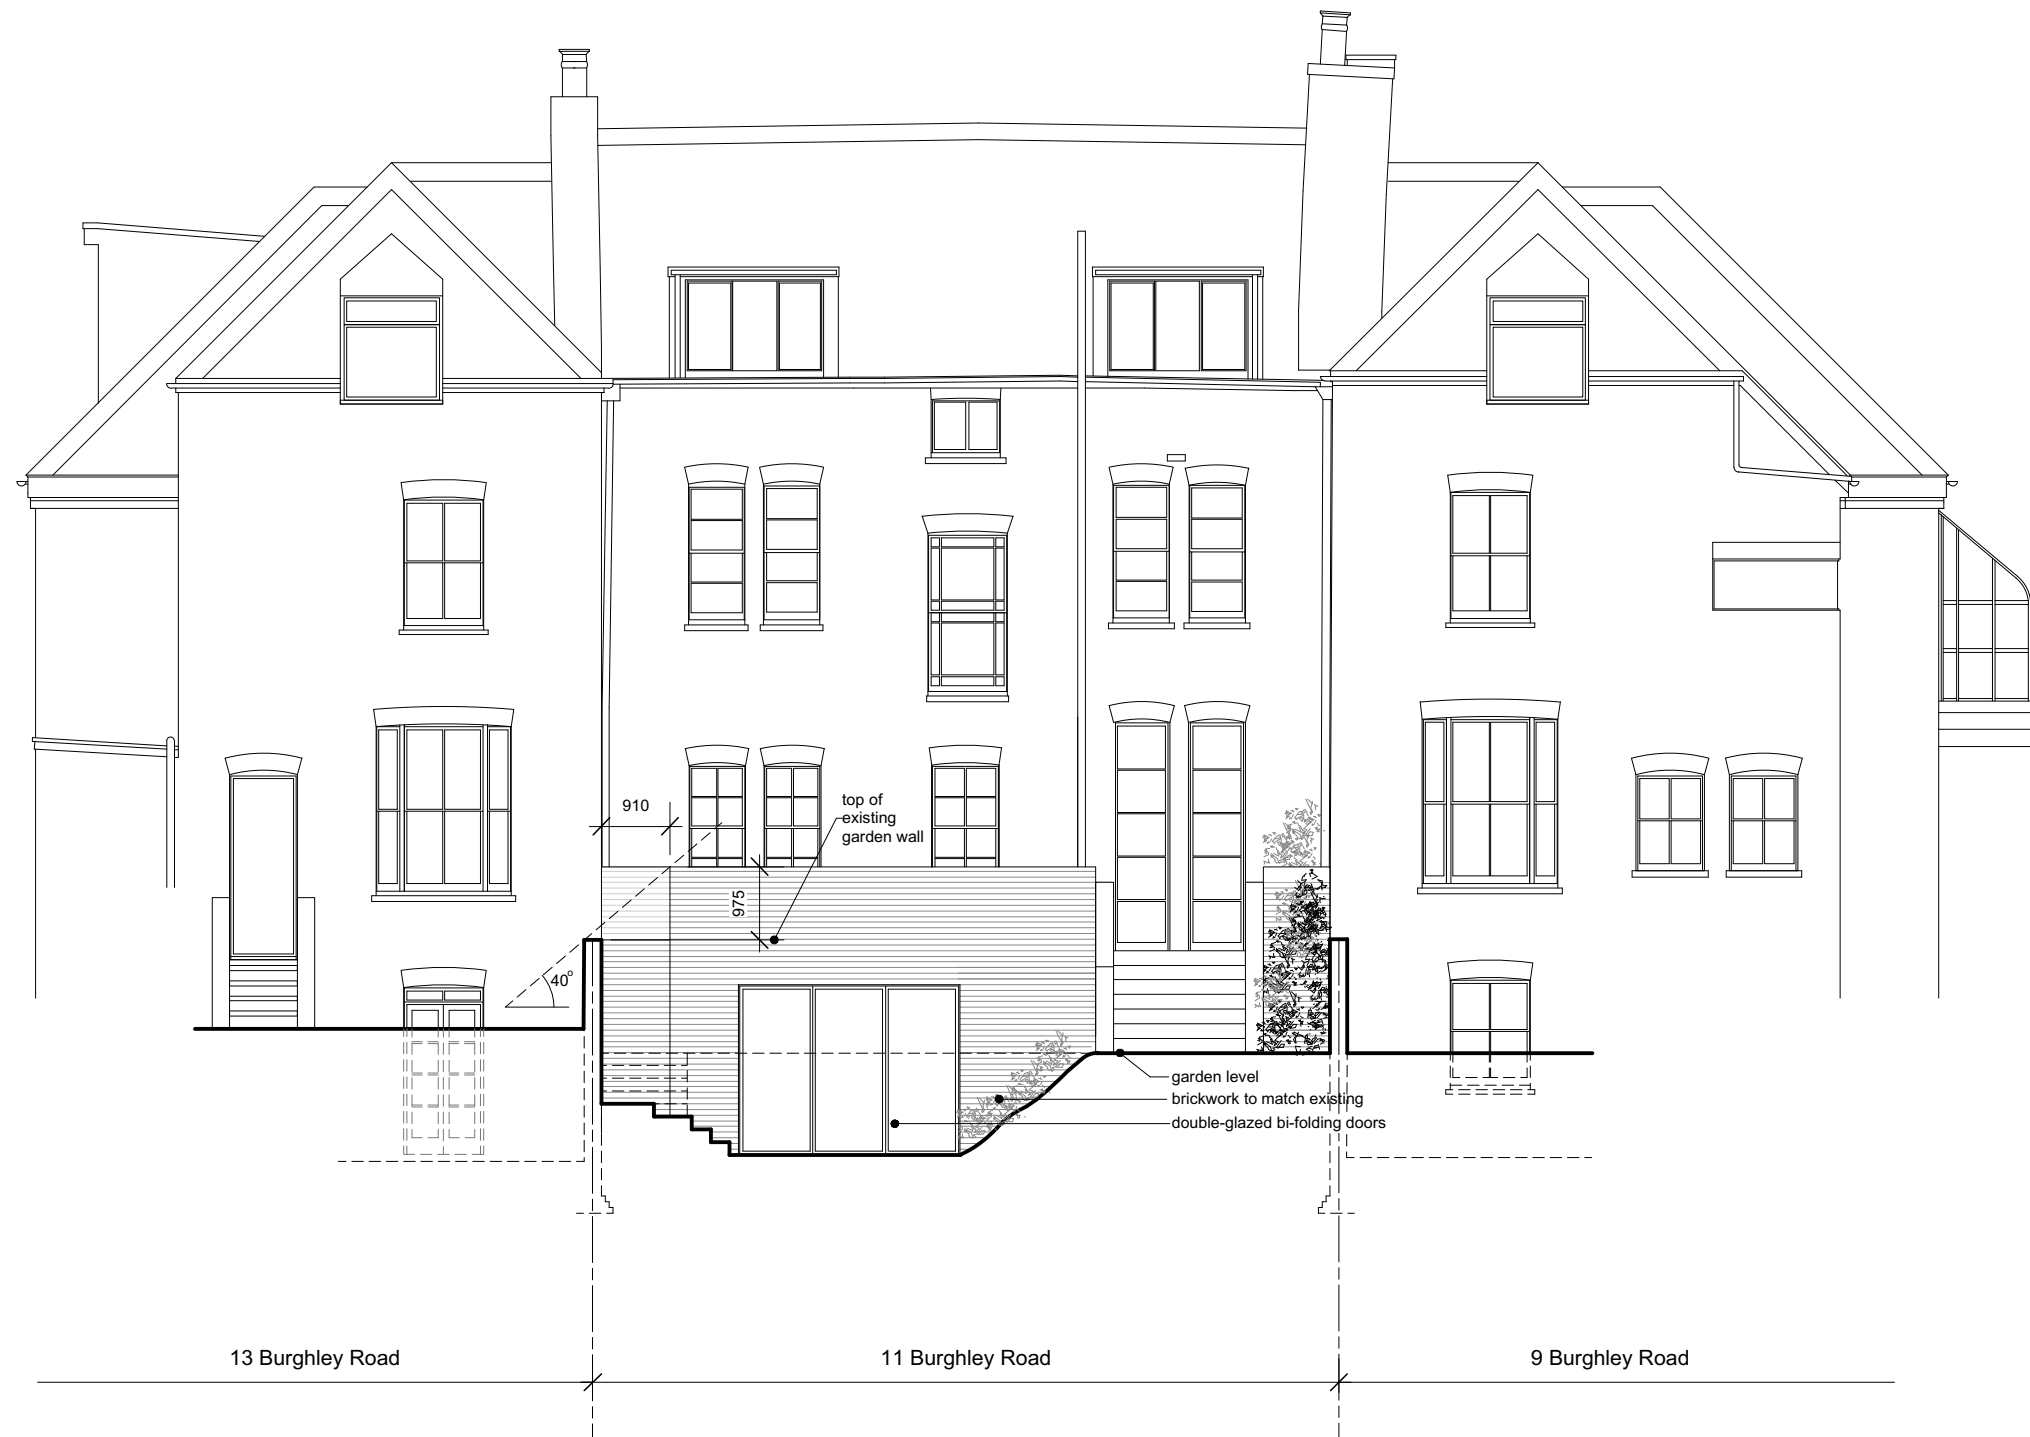 910
top of
existing
garden wall
975
40°
garden level
brickwork to match existing
double-glazed bi-folding doors
13 Burghley Road
11 Burghley Road
9 Burghley Road